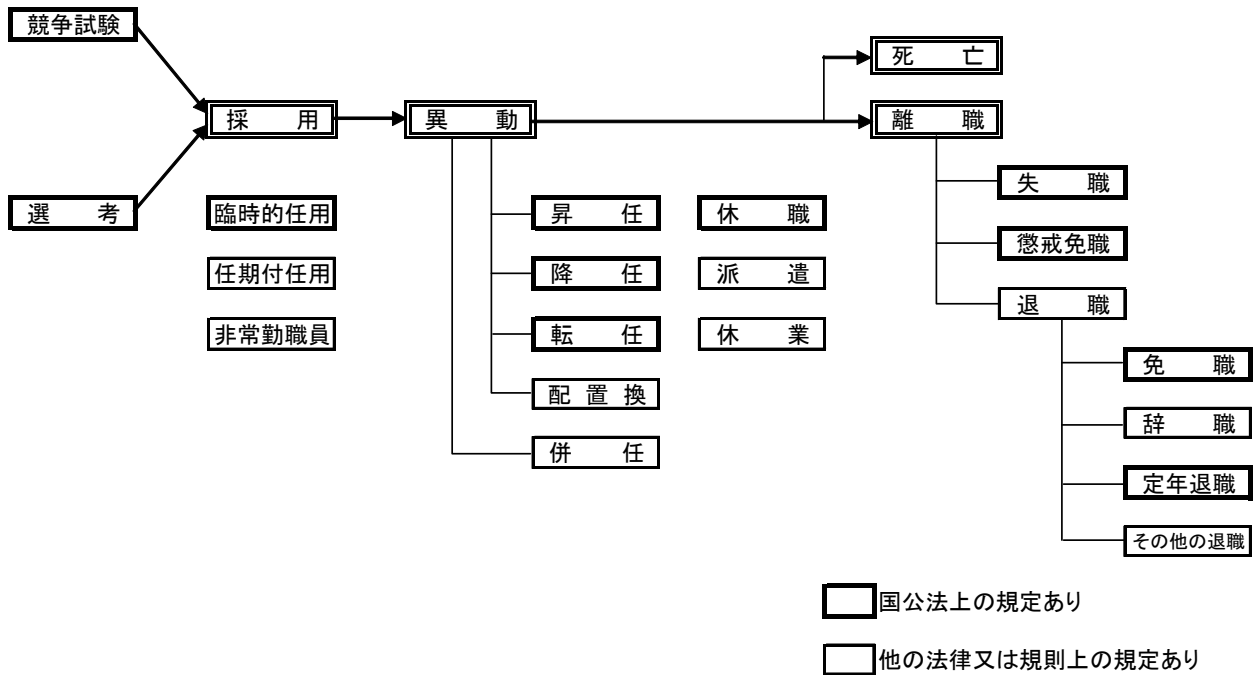 競争試験
死亡
採用
異動
離職
失職
選考
臨時的任用
昇任
休職
懲戒免職
任期付任用
降任
派遣
退職
非常勤職員
転任
休業
免職
配置換
辞職
併任
定年退職
その他の退職
国公法上の規定あり
他の法律又は規則上の規定あり